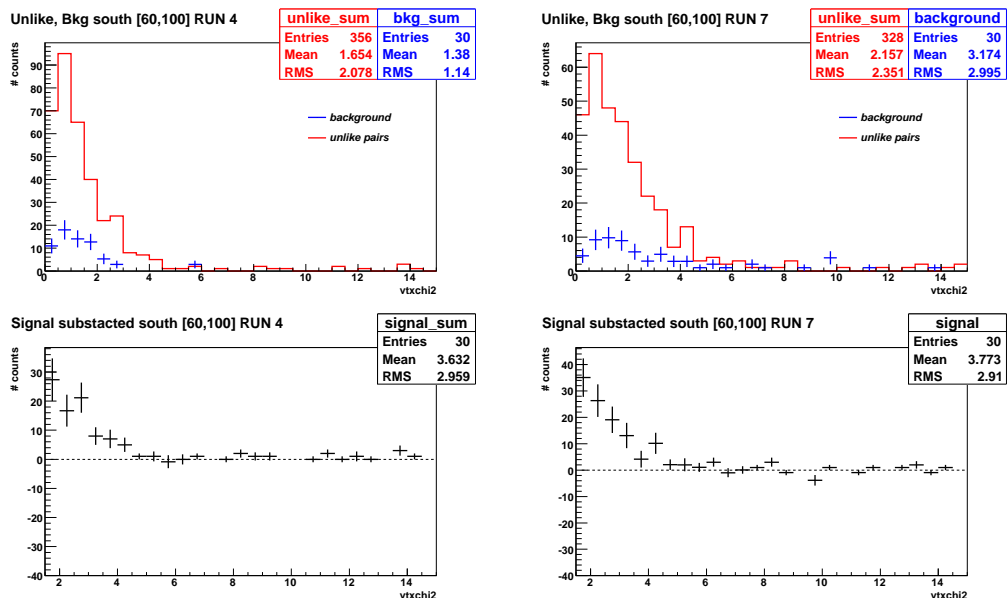 Unlike, Bkg south [60,100] RUN 4
unlike_sum
Entries 356
Mean 1.654
RMS 2.078
bkg_sum
Entries 30
Mean 1.38
RMS 1.14
# counts
90
80
70
60
50
40
30
20
10
0
background
unlike pairs
0 2 4 6 8 10 12 14
vtxchi2
Unlike, Bkg south [60,100] RUN 7
unlike_sum
Entries 328
Mean 2.157
RMS 2.351
background
Entries 30
Mean 3.174
RMS 2.995
# counts
60
50
40
30
20
10
0
background
unlike pairs
0 2 4 6 8 10 12 14
vtxchi2
Signal substacted south [60,100] RUN 4
signal_sum
Entries 30
Mean 3.632
RMS 2.959
# counts
30
20
10
0
-10
-20
-30
-40
2 4 6 8 10 12 14
vtxchi2
Signal substacted south [60,100] RUN 7
signal
Entries 30
Mean 3.773
RMS 2.91
# counts
40
30
20
10
0
-10
-20
-30
-40
2 4 6 8 10 12 14
vtxchi2